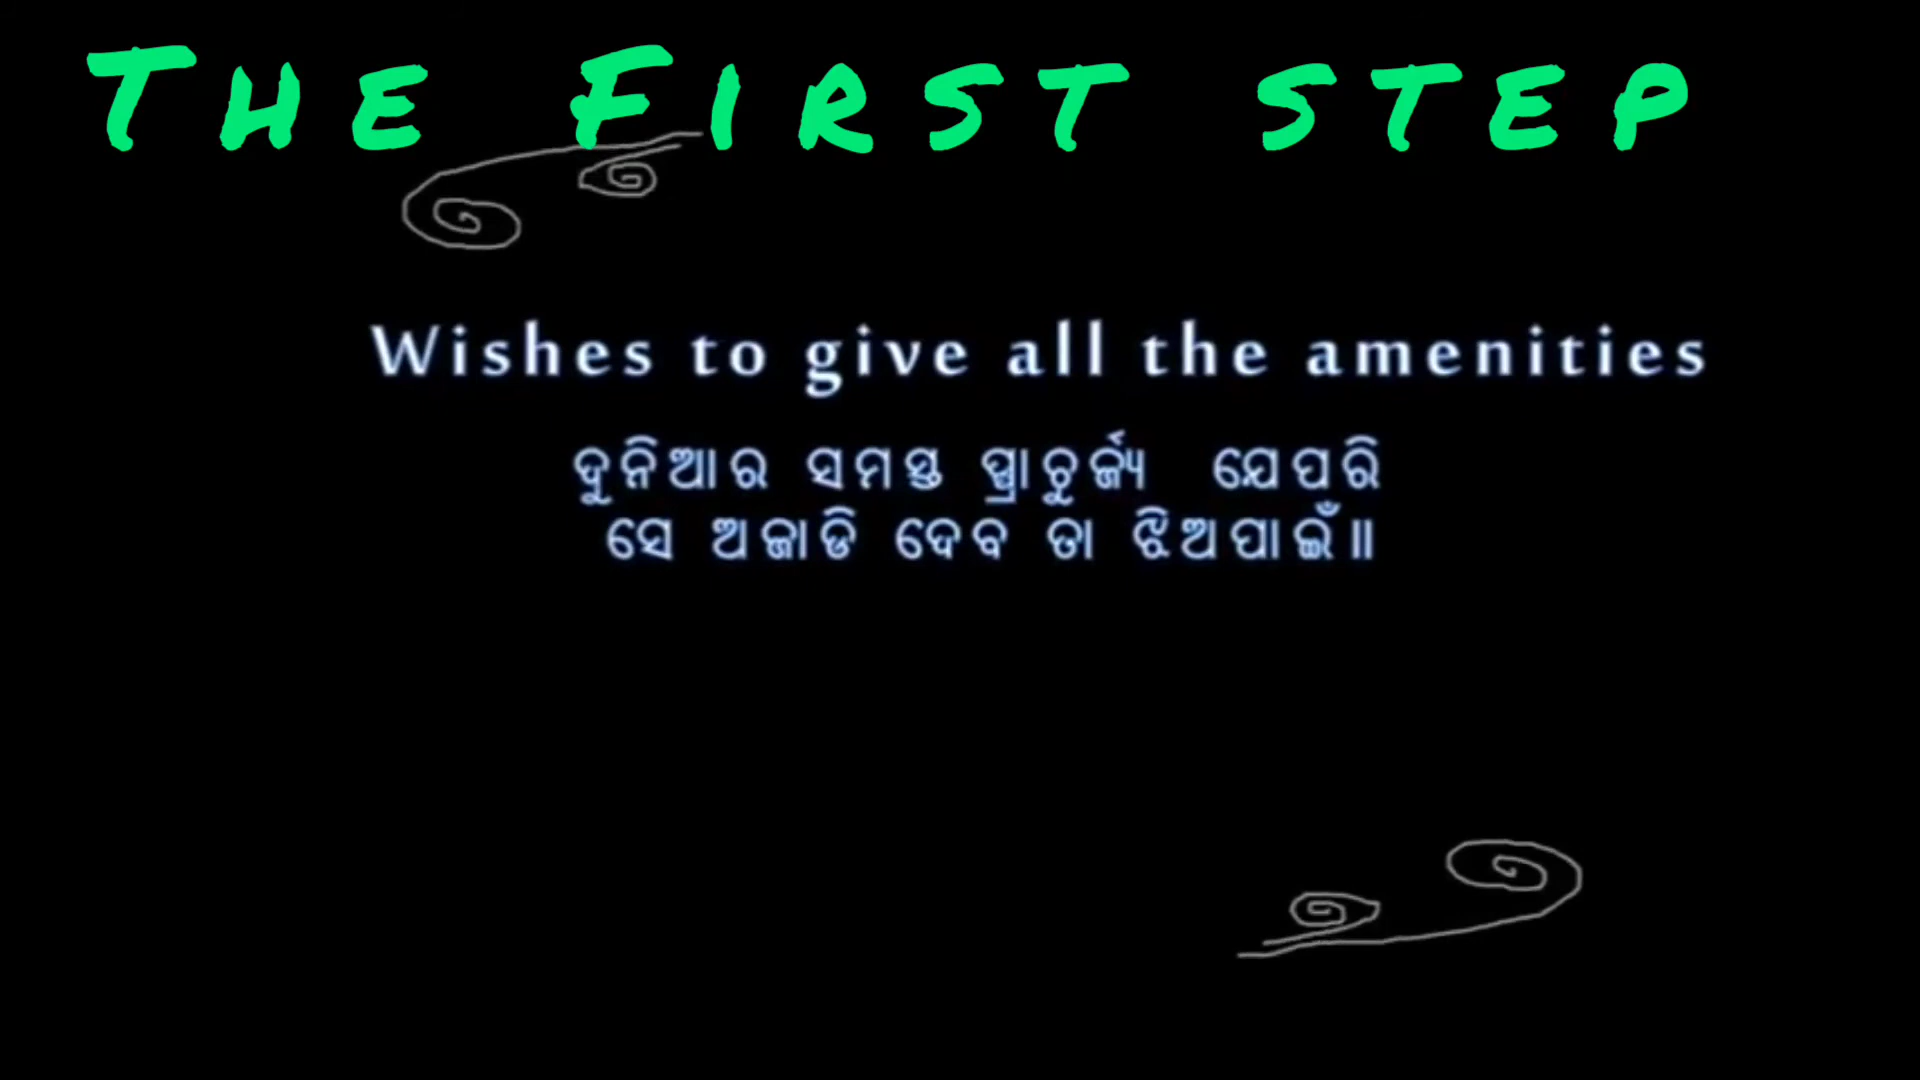 The First step
Wishes to give all the amenities
ଦୁନିଆର ସମସ୍ତ ପ୍ରାଚୁର୍ଜ୍ୟ ଯେପରି
ସେ ଅଜାଡି ଦେବ ତା ଝିଅପାଇଁ॥